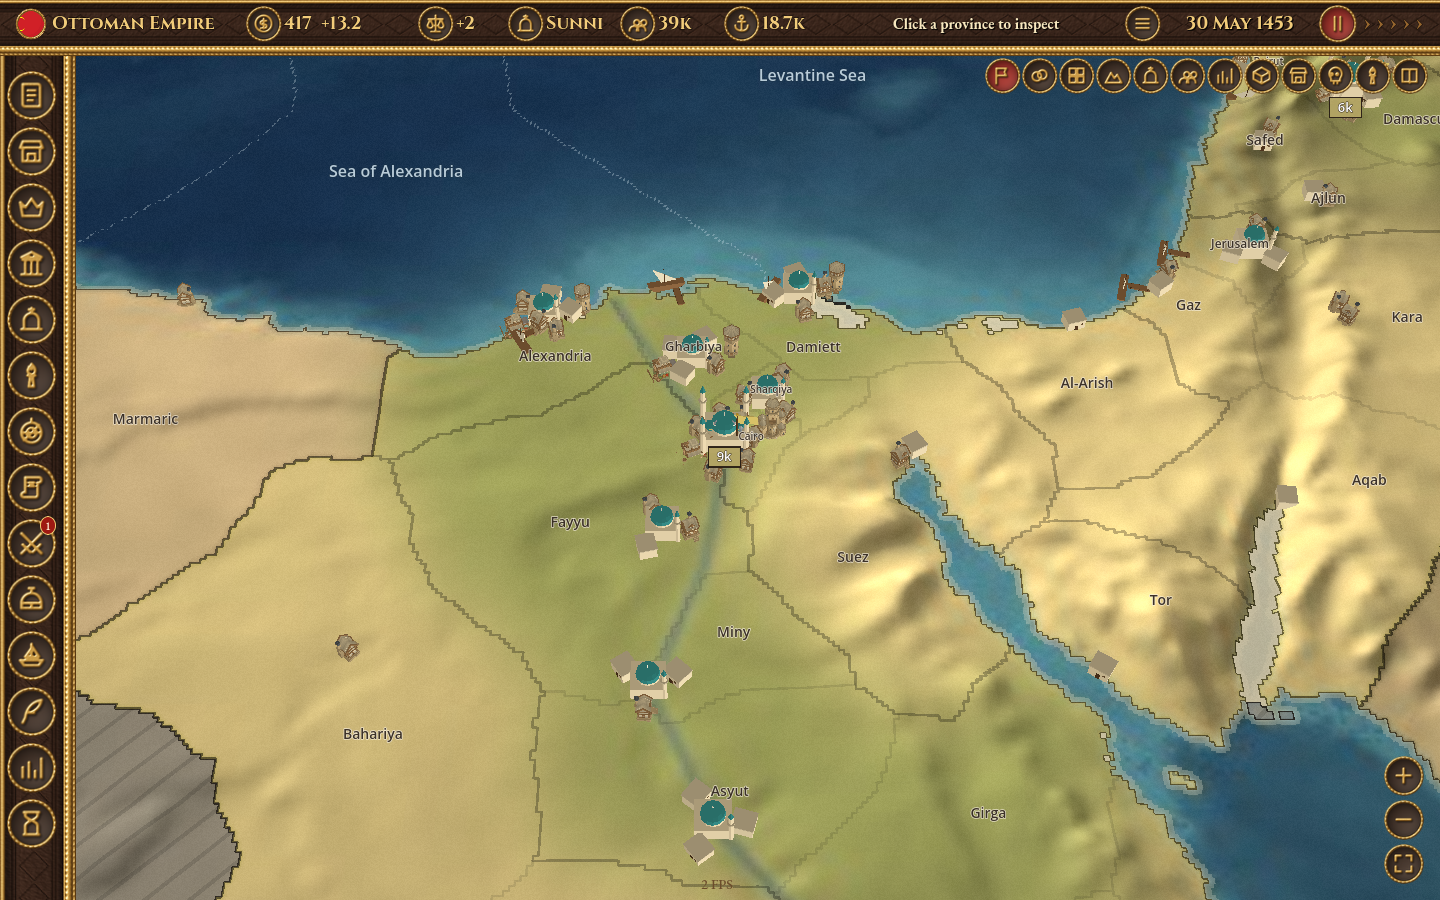 OTTOMAN EMPIRE 417 +13.2 +2 SUNNI 39K 18.7K Click a province to inspect 30 MAY 1453
Levantine Sea
6k
Damascu
Safed
Sea of Alexandria
Ajlun
Jerusalem
Gaz
Kara
Alexandria
Gharbiya
Damiett
Al-Arish
Sharqiya
Marmaric
Cairo
9k
Aqab
Fayyu
1
Suez
Tor
Miny
Bahariya
Asyut
Girga
2 FPS